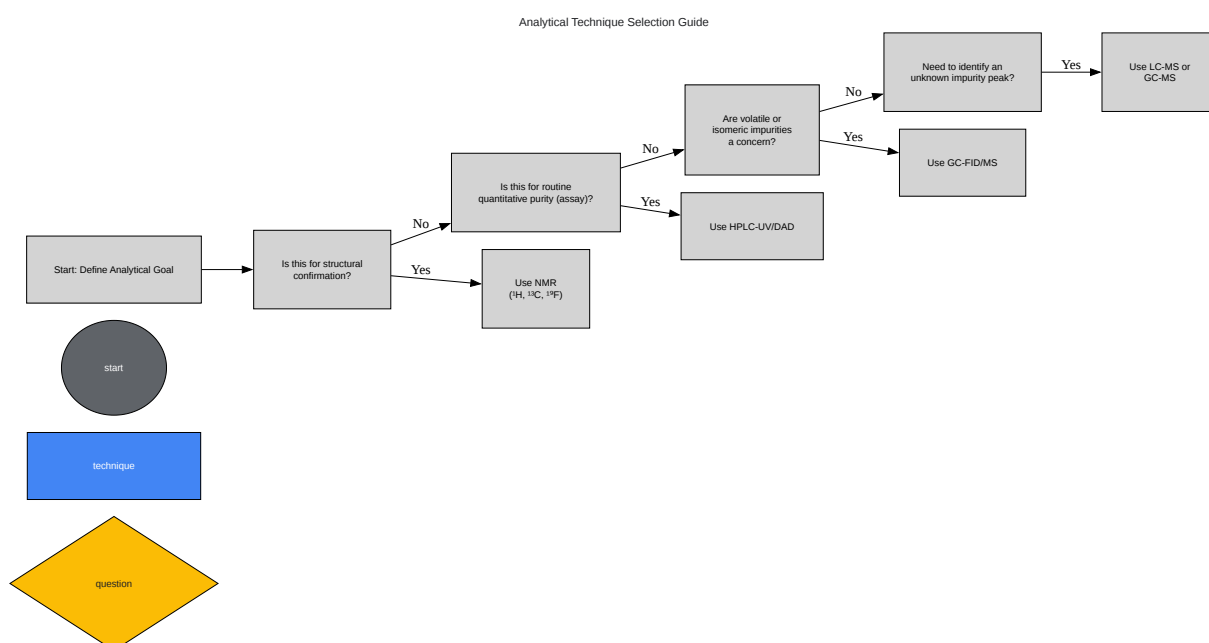 Analytical Technique Selection Guide
Start: Define Analytical Goal
Is this for structural
confirmation?
No
Yes
Use NMR
(¹H, ¹³C, ¹⁹F)
Is this for routine
quantitative purity (assay)?
No
Yes
Use HPLC-UV/DAD
Are volatile or
isomeric impurities
a concern?
No
Yes
Use GC-FID/MS
Need to identify an
unknown impurity peak?
Yes
Use LC-MS or
GC-MS
start
technique
question